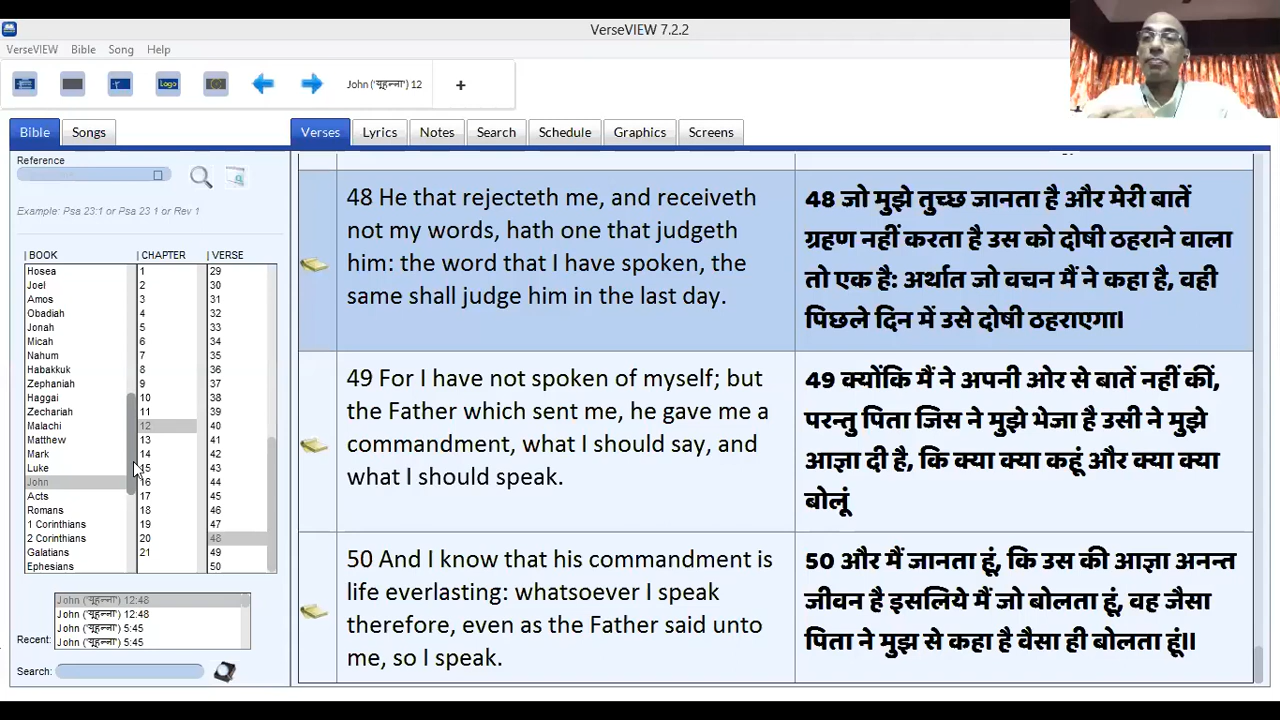 VerseVIEW 7.2.2
VerseVIEW Bible Song Help
Logo
John ('यूहन्ना') 12 +
Bible Songs
Verses Lyrics Notes Search Schedule Graphics Screens
Reference
Example: Psa 23:1 or Psa 23 1 or Rev 1
| BOOK | CHAPTER | VERSE
Hosea 1 29
Joel 2 30
Amos 3 31
Obadiah 4 32
Jonah 5 33
Micah 6 34
Nahum 7 35
Habakkuk 8 36
Zephaniah 9 37
Haggai 10 38
Zechariah 11 39
Malachi 12 40
Matthew 13 41
Mark 14 42
Luke 15 43
John 16 44
Acts 17 45
Romans 18 46
1 Corinthians 19 47
2 Corinthians 20 48
Galatians 21 49
Ephesians 50
Recent:
John ('यूहन्ना') 12:48
John ('यूहन्ना') 12:48
John ('यूहन्ना') 5:45
John ('यूहन्ना') 5:45
Search:
48 He that rejecteth me, and receiveth
not my words, hath one that judgeth
him: the word that I have spoken, the
same shall judge him in the last day.
48 जो मुझे तुच्छ जानता है और मेरी बातें
ग्रहण नहीं करता है उस को दोषी ठहराने वाला
तो एक है: अर्थात जो वचन मैं ने कहा है, वही
पिछले दिन में उसे दोषी ठहराएगा।
49 For I have not spoken of myself; but
the Father which sent me, he gave me a
commandment, what I should say, and
what I should speak.
49 क्योंकि मैं ने अपनी ओर से बातें नहीं कीं,
परन्तु पिता जिस ने मुझे भेजा है उसी ने मुझे
आज्ञा दी है, कि क्या क्या कहूं और क्या क्या
बोलूं
50 And I know that his commandment is
life everlasting: whatsoever I speak
therefore, even as the Father said unto
me, so I speak.
50 और मैं जानता हूं, कि उस की आज्ञा अनन्त
जीवन है इसलिये मैं जो बोलता हूं, वह जैसा
पिता ने मुझ से कहा है वैसा ही बोलता हूं॥